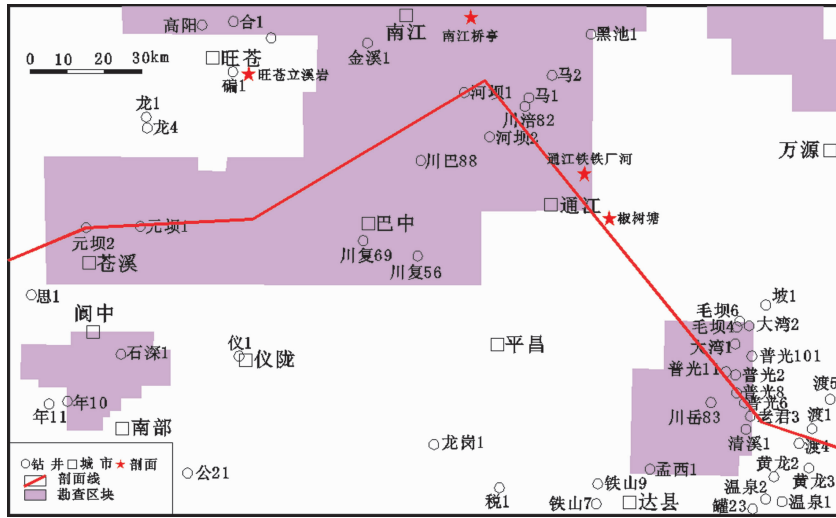 高阳
合1
南江
南江桥亭
黑池1
旺苍
金溪1
0 10 20 30km
旺苍立溪岩
马2
河坝1
马1
龙1
川涪82
龙4
河坝2
万源
川巴88
通江铁铁厂河
通江
椒树塘
元坝1
巴中
元坝2
川复69
苍溪
川复56
思1
坡1
阆中
毛坝6
毛坝4
大湾2
平昌
大湾1
石深1
仪1
仪陇
普光101
普光11
普光2
渡5
普光8
年11
年10
川岳83
普光6
南部
老君3
渡1
清溪1
龙岗1
渡4
钻井
城市
剖面
剖面线
勘查区块
公21
孟西1
黄龙2
黄龙3
税1
铁山9
温泉2
铁山7
达县
罐23
温泉1